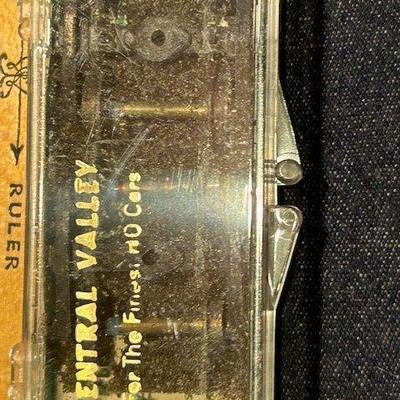 ENTRAL VALLEY
For The Finest HO Cars
RULER